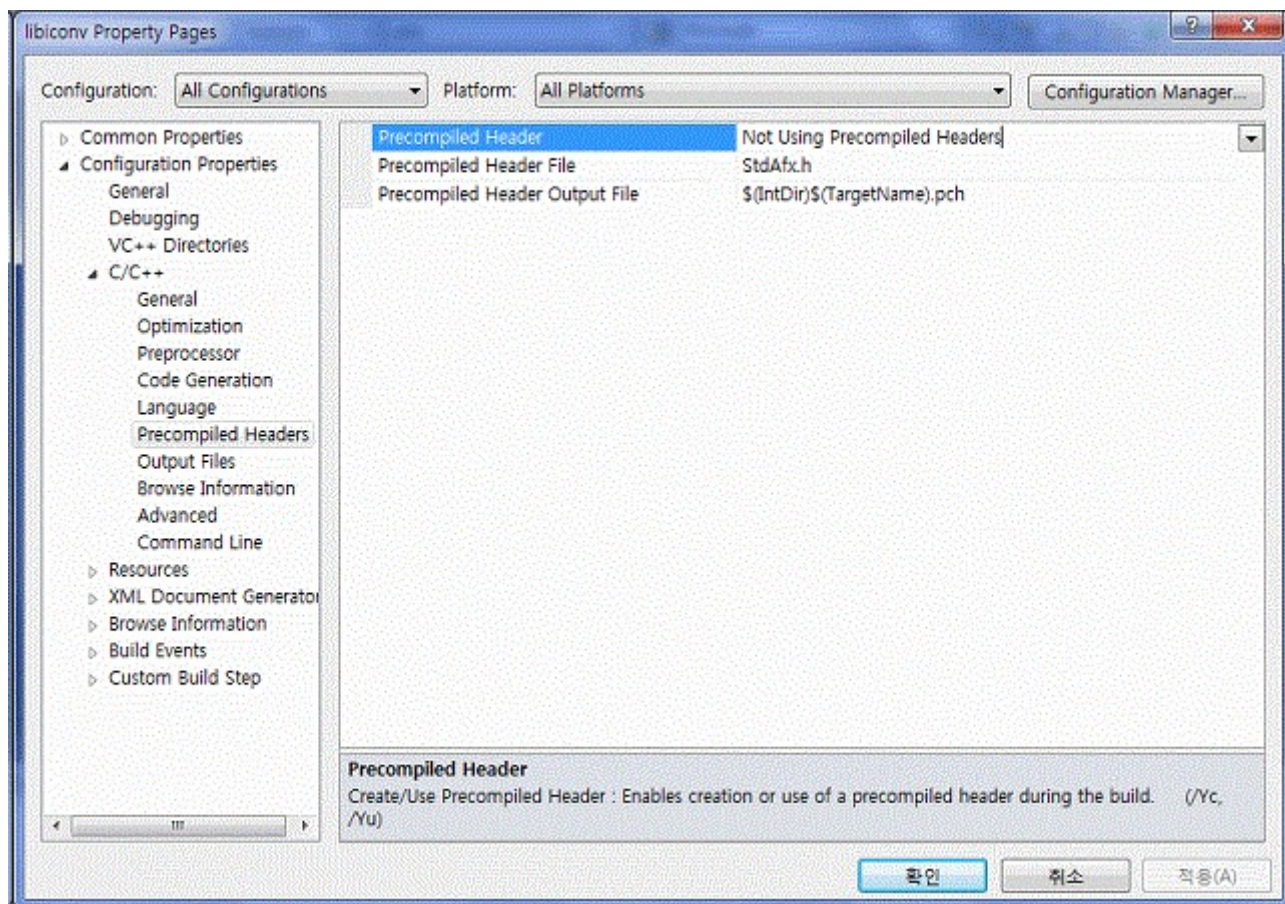 libiconv Property Pages
Configuration: All Configurations Platform: All Platforms Configuration Manager...
Common Properties
Configuration Properties
General
Debugging
VC++ Directories
C/C++
General
Optimization
Preprocessor
Code Generation
Language
Precompiled Headers
Output Files
Browse Information
Advanced
Command Line
Resources
XML Document Generator
Browse Information
Build Events
Custom Build Step
Precompiled Header Not Using Precompiled Headers
Precompiled Header File StdAfx.h
Precompiled Header Output File $(IntDir)$(TargetName).pch
Precompiled Header
Create/Use Precompiled Header : Enables creation or use of a precompiled header during the build. (/Yc,
/Yu)
확인 취소 적용(A)